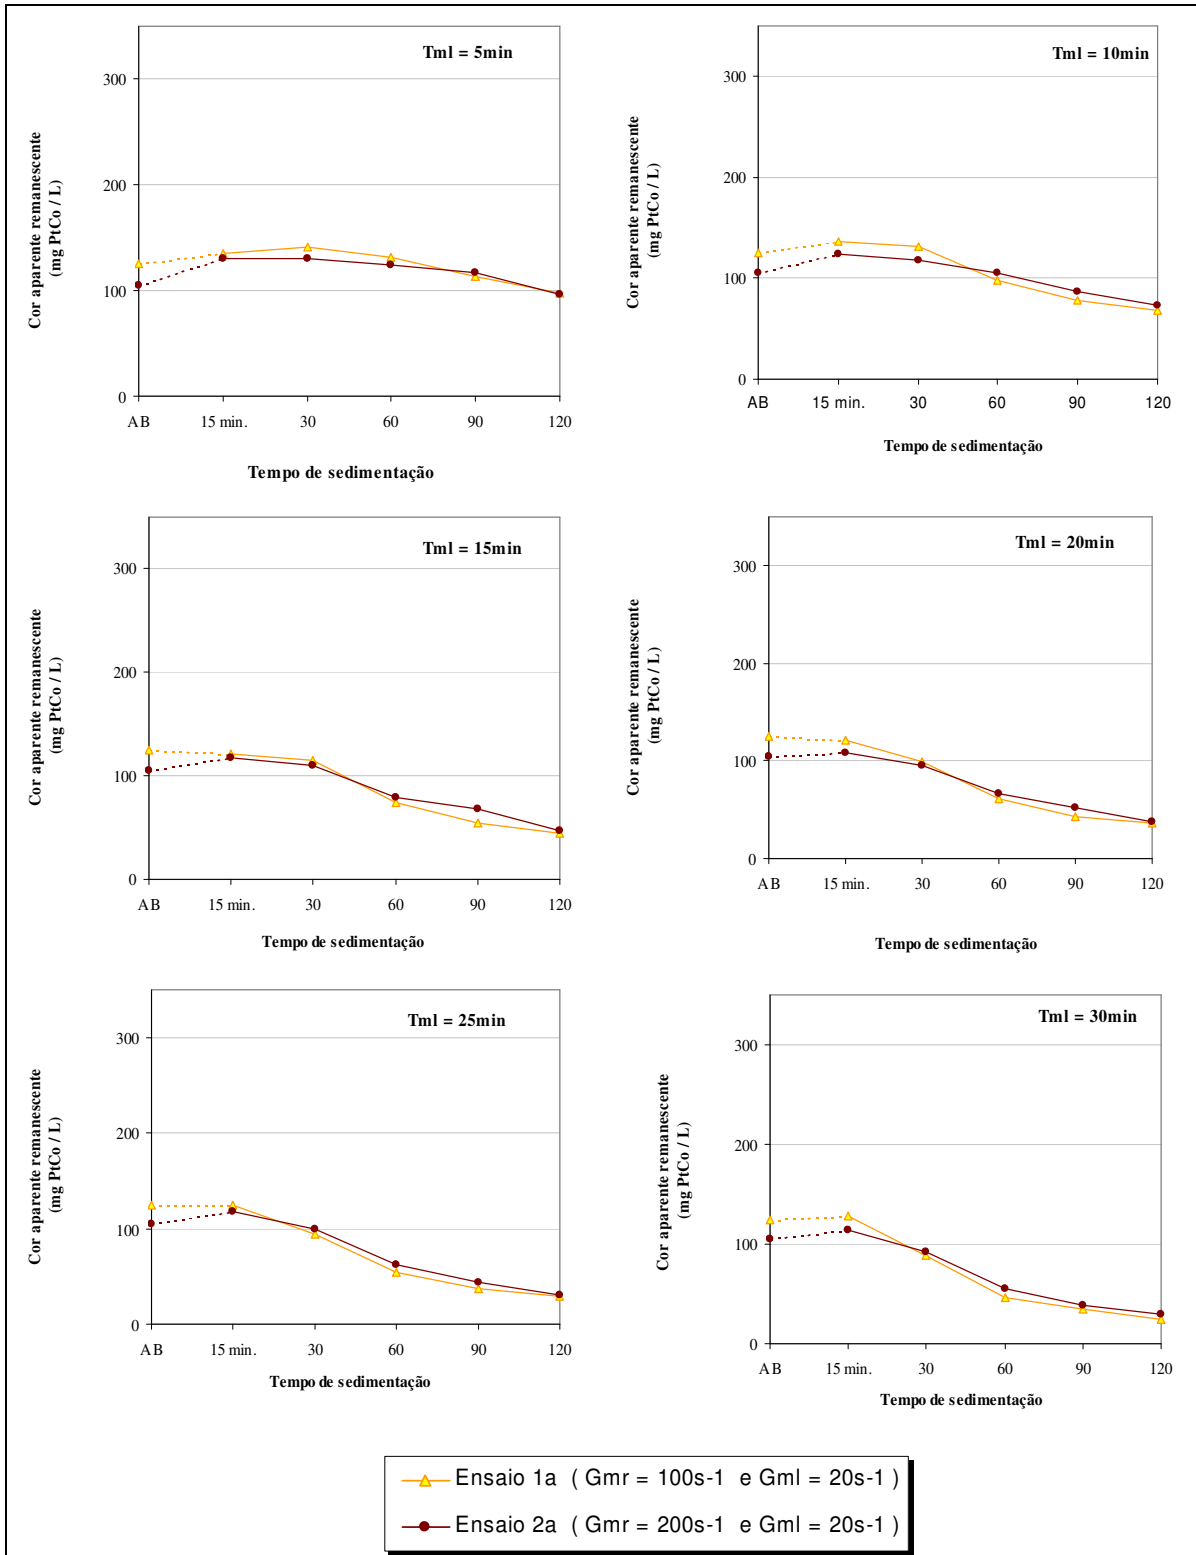 Tml = 5min
Cor aparente remanescente
(mg PtCo / L)
300
200
100
0
AB 15 min. 30 60 90 120
Tempo de sedimentação
Tml = 10min
Cor aparente remanescente
(mg PtCo / L)
300
200
100
0
AB 15 min. 30 60 90 120
Tempo de sedimentação
Tml = 15min
Cor aparente remanescente
(mg PtCo / L)
300
200
100
0
AB 15 min. 30 60 90 120
Tempo de sedimentação
Tml = 20min
Cor aparente remanescente
(mg PtCo / L)
300
200
100
0
AB 15 min. 30 60 90 120
Tempo de sedimentação
Tml = 25min
Cor aparente remanescente
(mg PtCo / L)
300
200
100
0
AB 15 min. 30 60 90 120
Tempo de sedimentação
Tml = 30min
Cor aparente remanescente
(mg PtCo / L)
300
200
100
0
AB 15 min. 30 60 90 120
Tempo de sedimentação
Ensaio 1a ( Gmr = 100s-1 e Gml = 20s-1 )
Ensaio 2a ( Gmr = 200s-1 e Gml = 20s-1 )